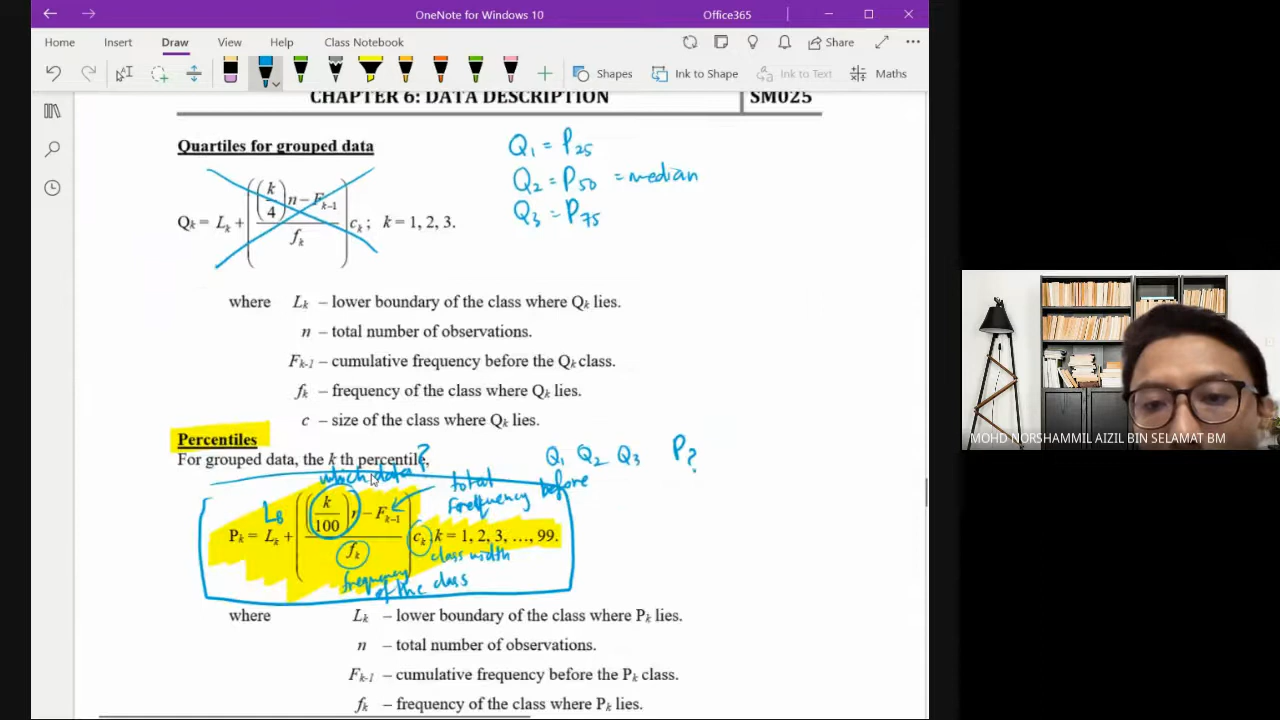 OneNote for Windows 10
Office365
Home Insert Draw View Help Class Notebook
Share
Shapes
Ink to Shape
Ink to Text
Maths
CHAPTER 6: DATA DESCRIPTION
SM025
Quartiles for grouped data
Q₁ = P₂₅
Q₂ = P₅₀ = median
Q₃ = P₇₅
Qk = Lk + (((k/4)n − Fk-1)/fk) ck; k = 1, 2, 3.
where Lk – lower boundary of the class where Qk lies.
n – total number of observations.
Fk-1 – cumulative frequency before the Qk class.
fk – frequency of the class where Qk lies.
c – size of the class where Qk lies.
Percentiles
For grouped data, the k th percentile,
Q₁ Q₂ Q₃ P?
which data?
total
Frequency before
LB
Pk = Lk + (((k/100)n − Fk-1)/fk) ck, k = 1, 2, 3, ..., 99.
class width
frequency
of the class
where Lk – lower boundary of the class where Pk lies.
n – total number of observations.
Fk-1 – cumulative frequency before the Pk class.
fk – frequency of the class where Pk lies.
MOHD NORSHAMMIL AIZIL BIN SELAMAT BM